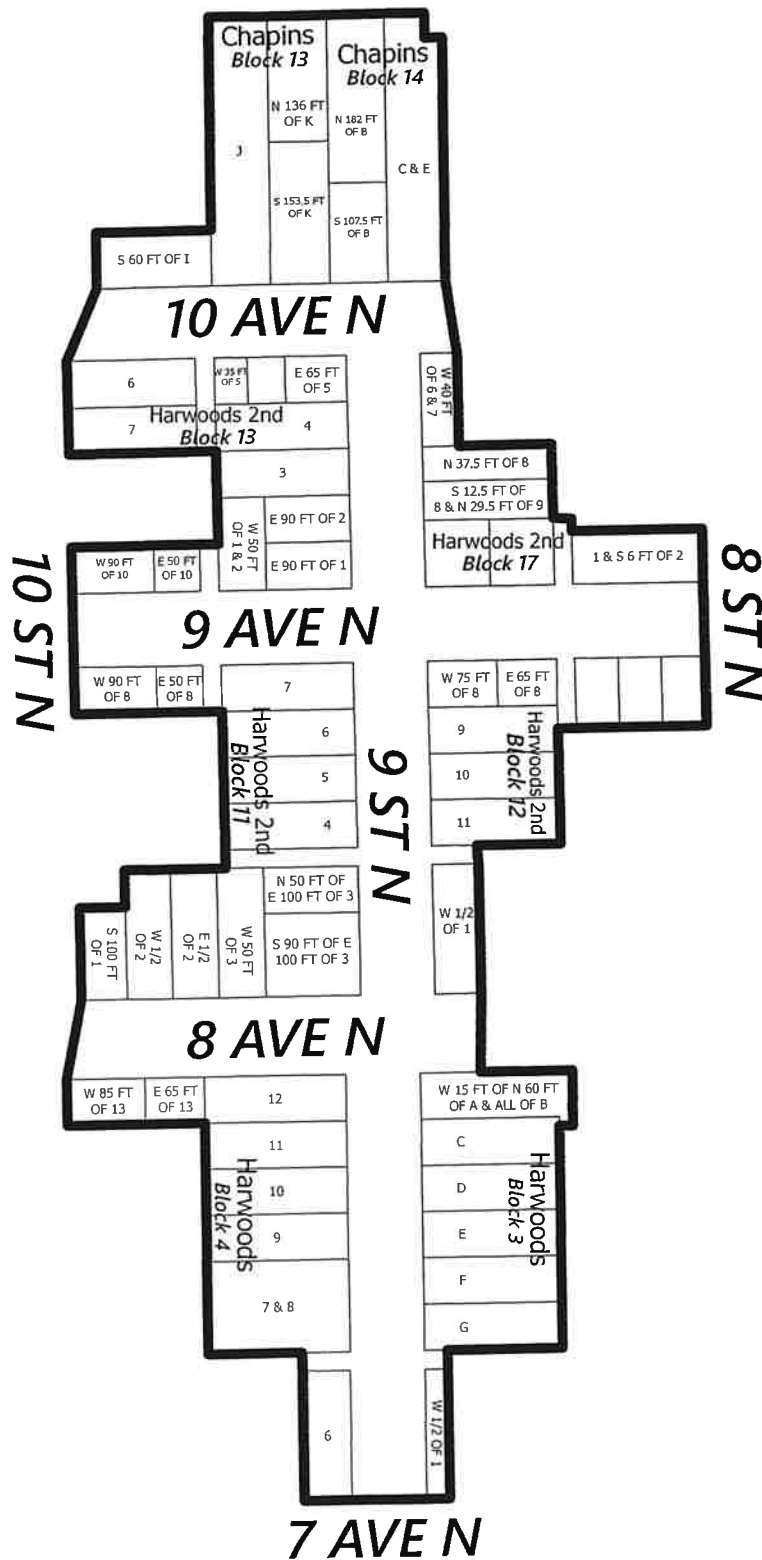 Chapins
Block 13
Chapins
Block 14
N 136 FT
OF K
N 182 FT
OF B
J
C & E
S 153.5 FT
OF K
S 107.5 FT
OF B
S 60 FT OF I
10 AVE N
6
W 35 FT
OF 5
E 65 FT
OF 5
W 40 FT
OF 6 & 7
7
Harwoods 2nd
Block 13
4
3
N 37.5 FT OF 8
S 12.5 FT OF
8 & N 29.5 FT OF 9
W 50 FT
OF 1 & 2
E 90 FT OF 2
E 90 FT OF 1
Harwoods 2nd
Block 17
1 & S 6 FT OF 2
W 90 FT
OF 10
E 50 FT
OF 10
10 ST N
9 AVE N
8 ST N
W 90 FT
OF 8
E 50 FT
OF 8
7
W 75 FT
OF 8
E 65 FT
OF 8
6
9
Harwoods 2nd
Block 11
5
9 ST N
10
Harwoods 2nd
Block 12
4
11
N 50 FT OF
E 100 FT OF 3
S 100 FT
OF 1
W 1/2
OF 2
E 1/2
OF 2
W 50 FT
OF 3
S 90 FT OF E
100 FT OF 3
W 1/2
OF 1
8 AVE N
W 85 FT
OF 13
E 65 FT
OF 13
12
W 15 FT OF N 60 FT
OF A & ALL OF B
11
C
Harwoods
Block 4
10
D
Harwoods
Block 3
9
E
7 & 8
F
G
6
W 1/2 OF 1
7 AVE N